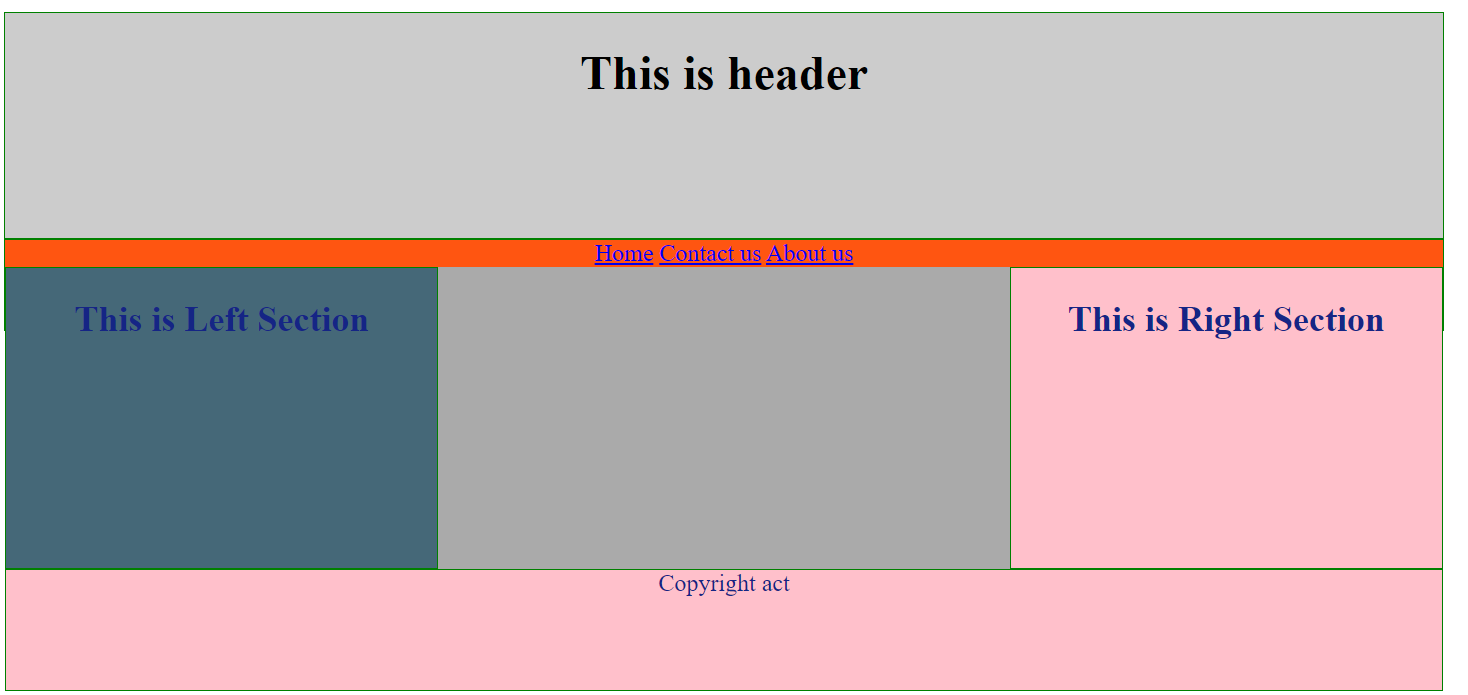 This is header
Home Contact us About us
This is Left Section
This is Right Section
Copyright act